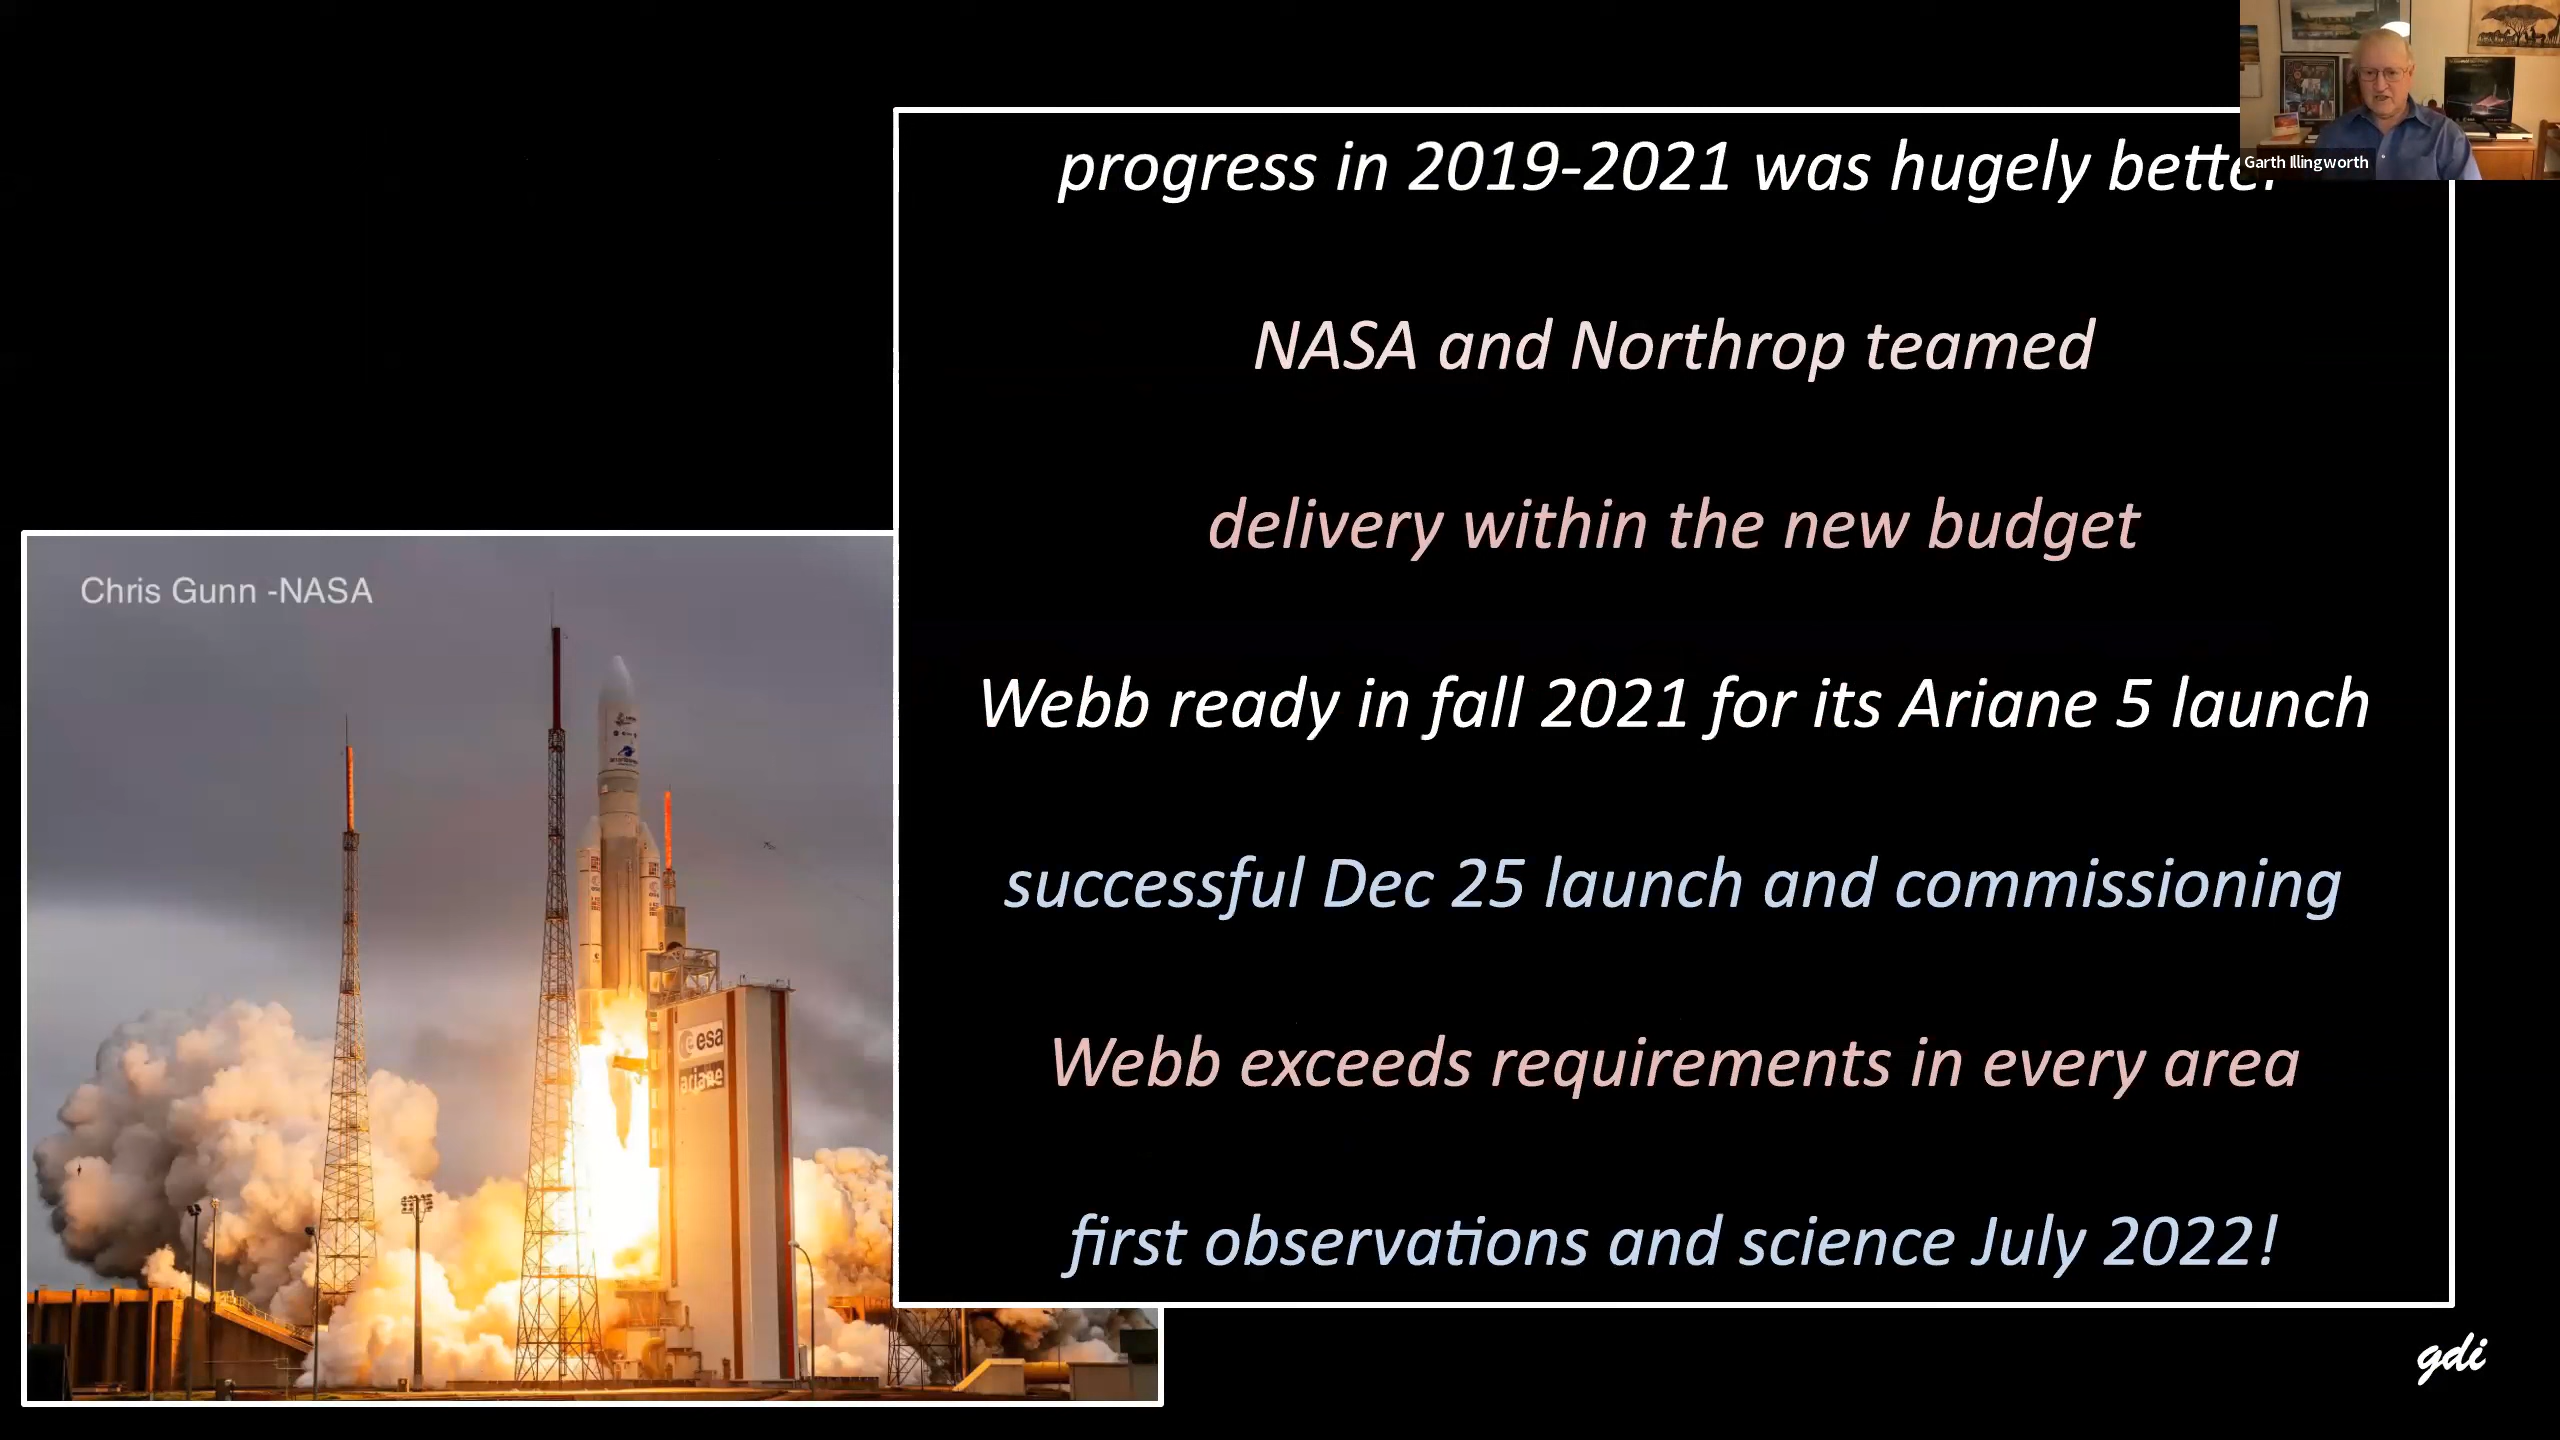 Garth Illingworth
progress in 2019-2021 was hugely
NASA and Northrop teamed
delivery within the new budget
Chris Gunn -NASA
Webb ready in fall 2021 for its Ariane 5 launch
successful Dec 25 launch and commissioning
esa
ariane
Webb exceeds requirements in every area
first observations and science July 2022!
gdi